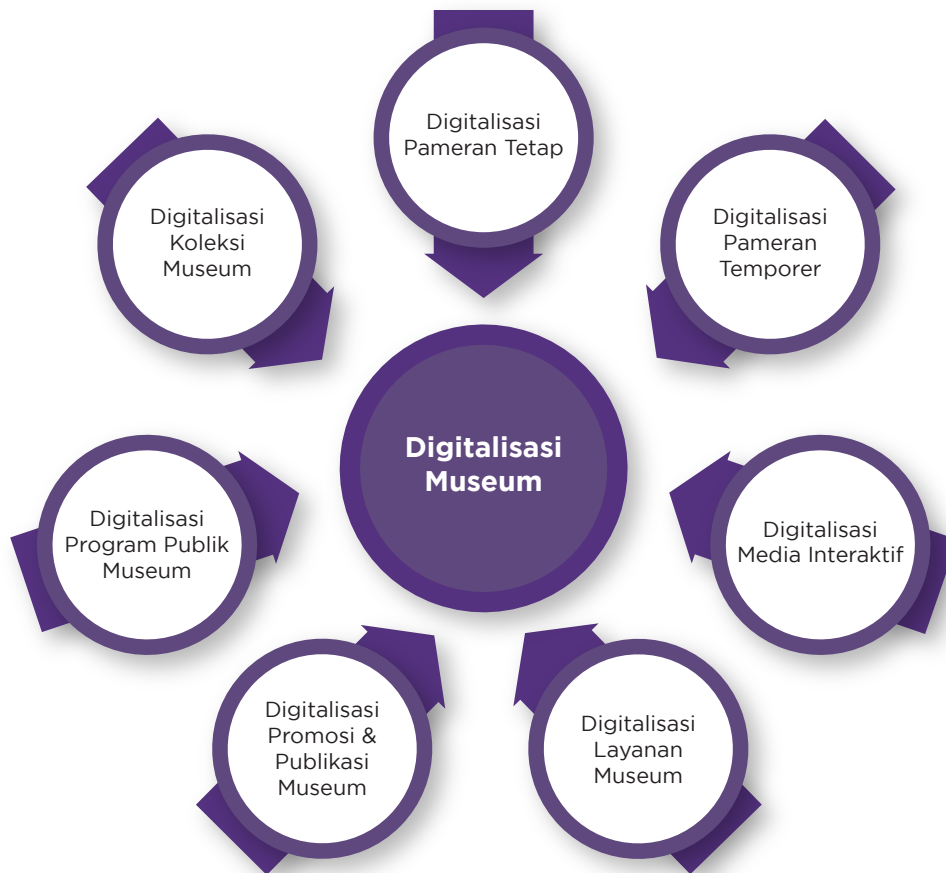 Digitalisasi
Pameran Tetap
Digitalisasi
Pameran
Temporer
Digitalisasi
Media Interaktif
Digitalisasi
Layanan
Museum
Digitalisasi
Promosi &
Publikasi
Museum
Digitalisasi
Program Publik
Museum
Digitalisasi
Koleksi
Museum
Digitalisasi
Museum